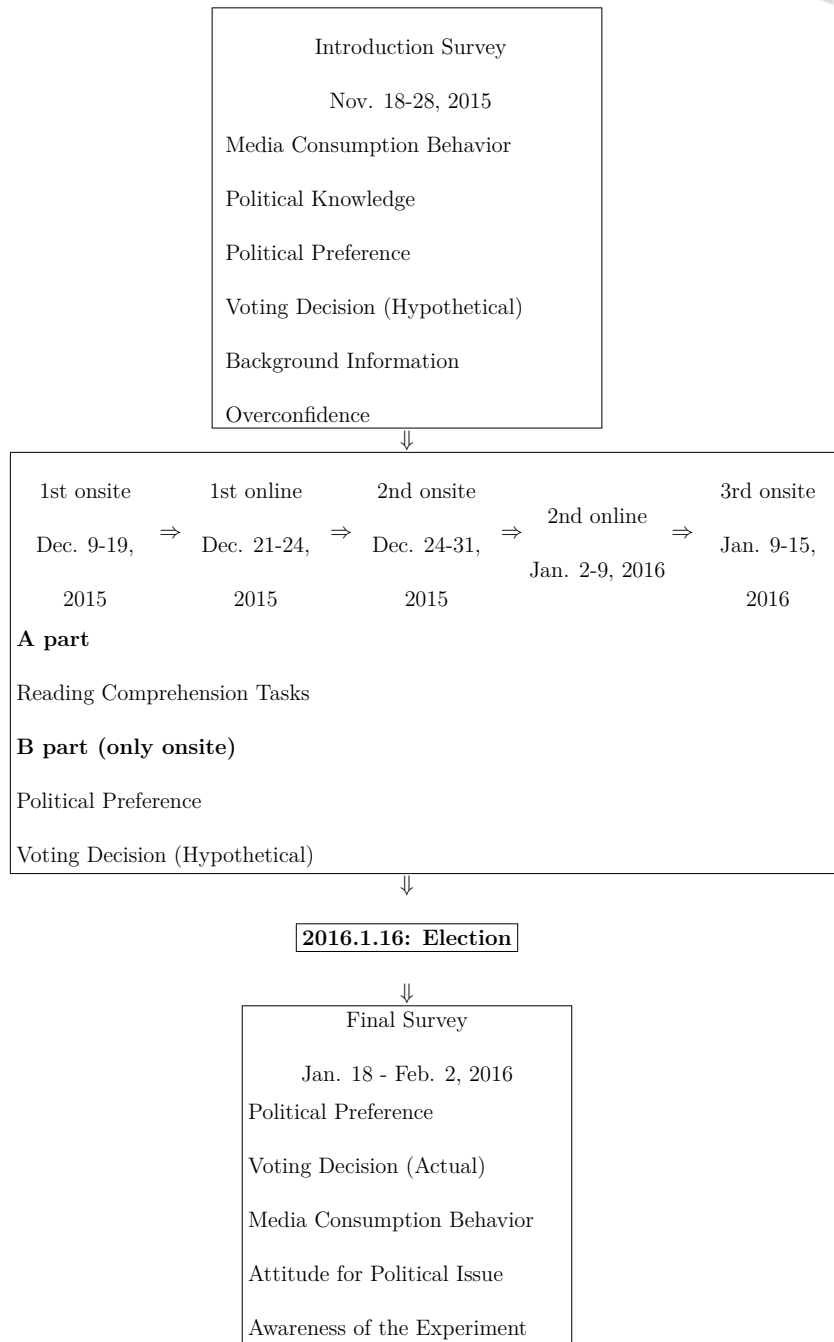 Introduction Survey
Nov. 18-28, 2015
Media Consumption Behavior
Political Knowledge
Political Preference
Voting Decision (Hypothetical)
Background Information
Overconfidence
⇓
1st onsite
Dec. 9-19,
2015
⇒
1st online
Dec. 21-24,
2015
⇒
2nd onsite
Dec. 24-31,
2015
⇒
2nd online
Jan. 2-9, 2016
⇒
3rd onsite
Jan. 9-15,
2016
A part
Reading Comprehension Tasks
B part (only onsite)
Political Preference
Voting Decision (Hypothetical)
⇓
2016.1.16: Election
⇓
Final Survey
Jan. 18 - Feb. 2, 2016
Political Preference
Voting Decision (Actual)
Media Consumption Behavior
Attitude for Political Issue
Awareness of the Experiment